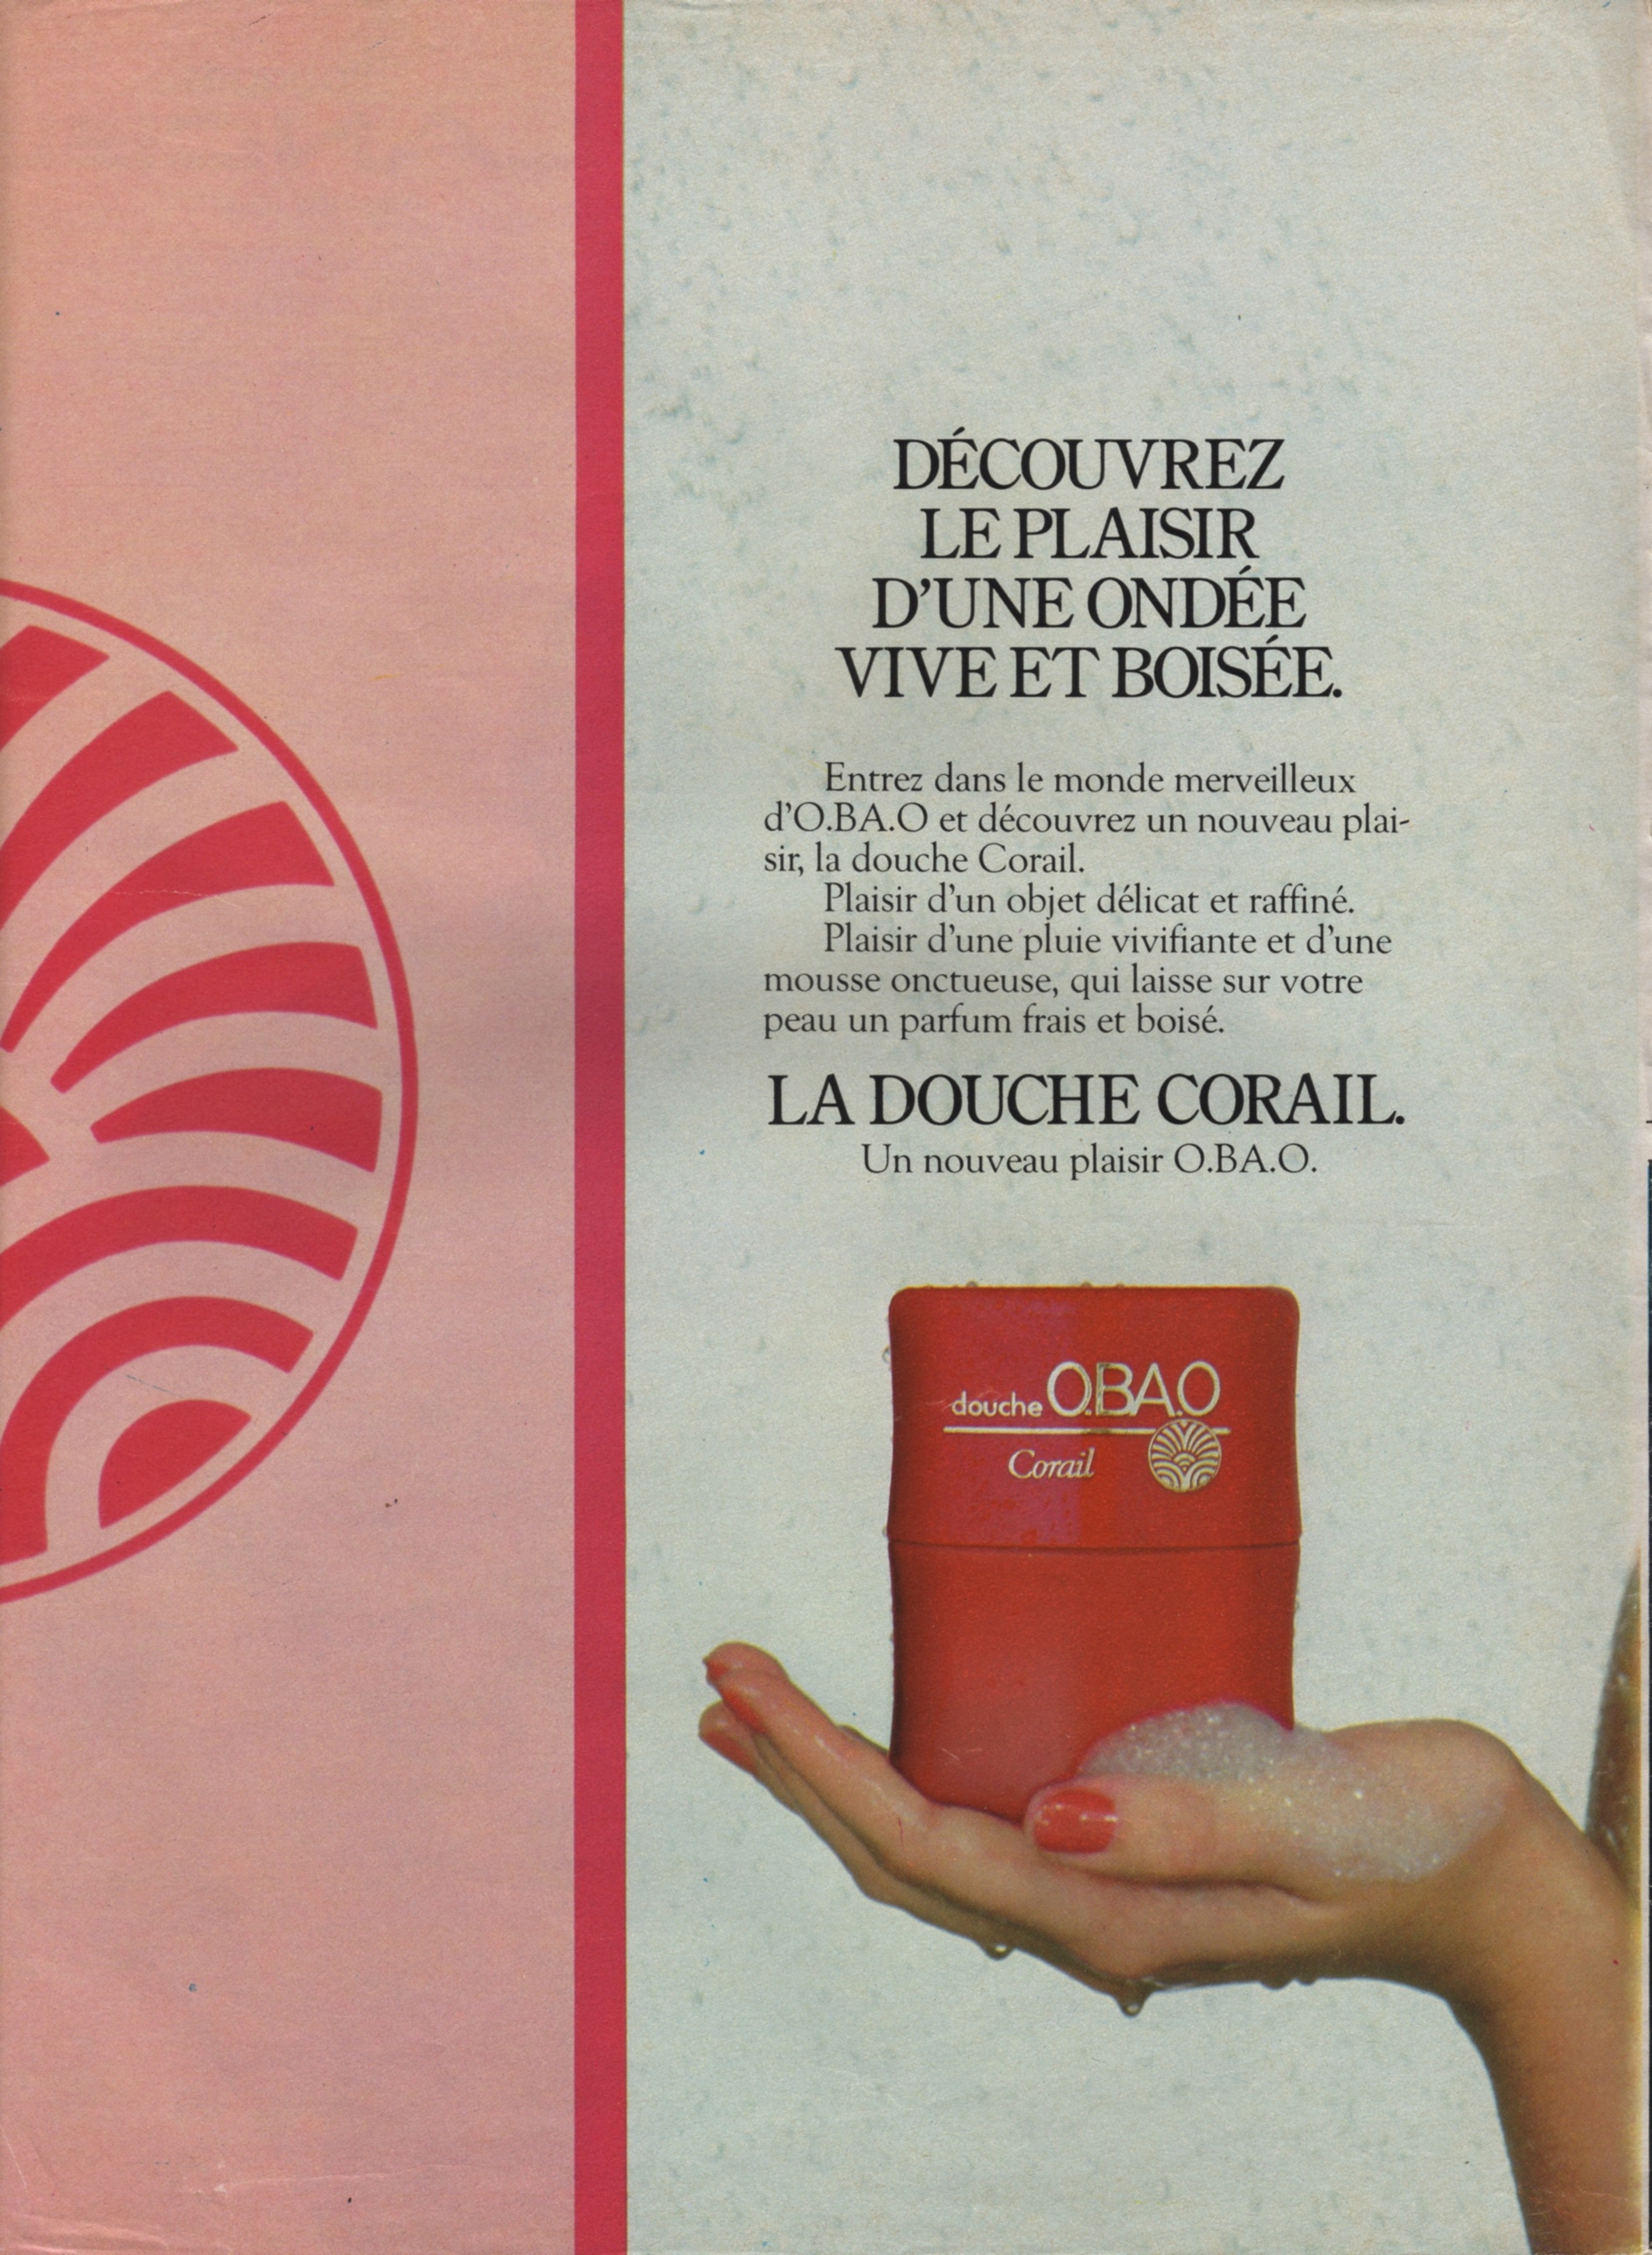 DÉCOUVREZ
LE PLAISIR
D'UNE ONDÉE
VIVE ET BOISÉE.
Entrez dans le monde merveilleux
d'O.BA.O et découvrez un nouveau plai-
sir, la douche Corail.
Plaisir d'un objet délicat et raffiné.
Plaisir d'une pluie vivifiante et d'une
mousse onctueuse, qui laisse sur votre
peau un parfum frais et boisé.
LA DOUCHE CORAIL.
Un nouveau plaisir O.BA.O.
douche O.BA.O
Corail